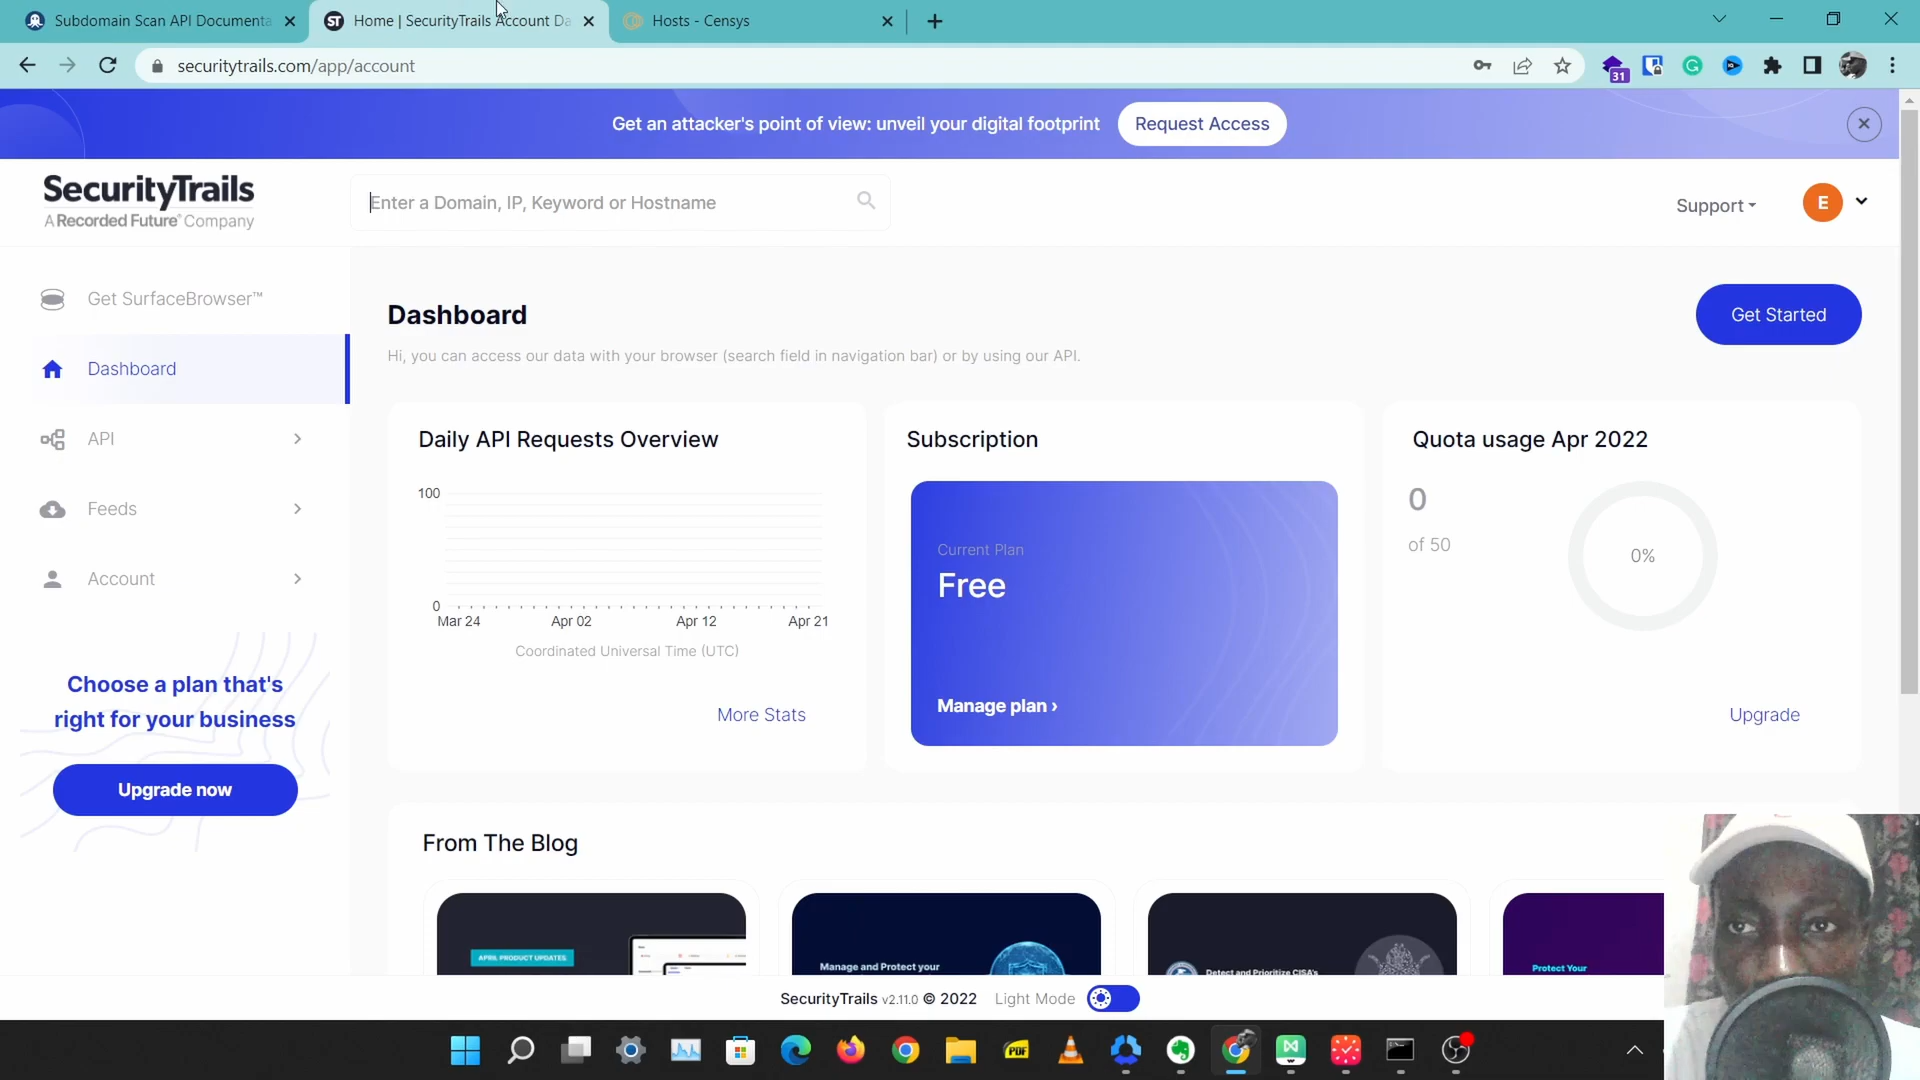 Subdomain Scan API Documenta
Home | SecurityTrails Account Da
Hosts - Censys
securitytrails.com/app/account
31
Get an attacker's point of view: unveil your digital footprint
Request Access
SecurityTrails
A Recorded Future® Company
Enter a Domain, IP, Keyword or Hostname
Support
E
Get SurfaceBrowser™
Dashboard
API
Feeds
Account
Choose a plan that's
right for your business
Upgrade now
Dashboard
Get Started
Hi, you can access our data with your browser (search field in navigation bar) or by using our API.
Daily API Requests Overview
100
0
Mar 24 Apr 02 Apr 12 Apr 21
Coordinated Universal Time (UTC)
More Stats
Subscription
Current Plan
Free
Manage plan ›
Quota usage Apr 2022
0
of 50
0%
Upgrade
From The Blog
APRIL PRODUCT UPDATES
Manage and Protect your
Detect and Prioritize CISA's
Protect Your
SecurityTrails v2.11.0 © 2022 Light Mode
PDF